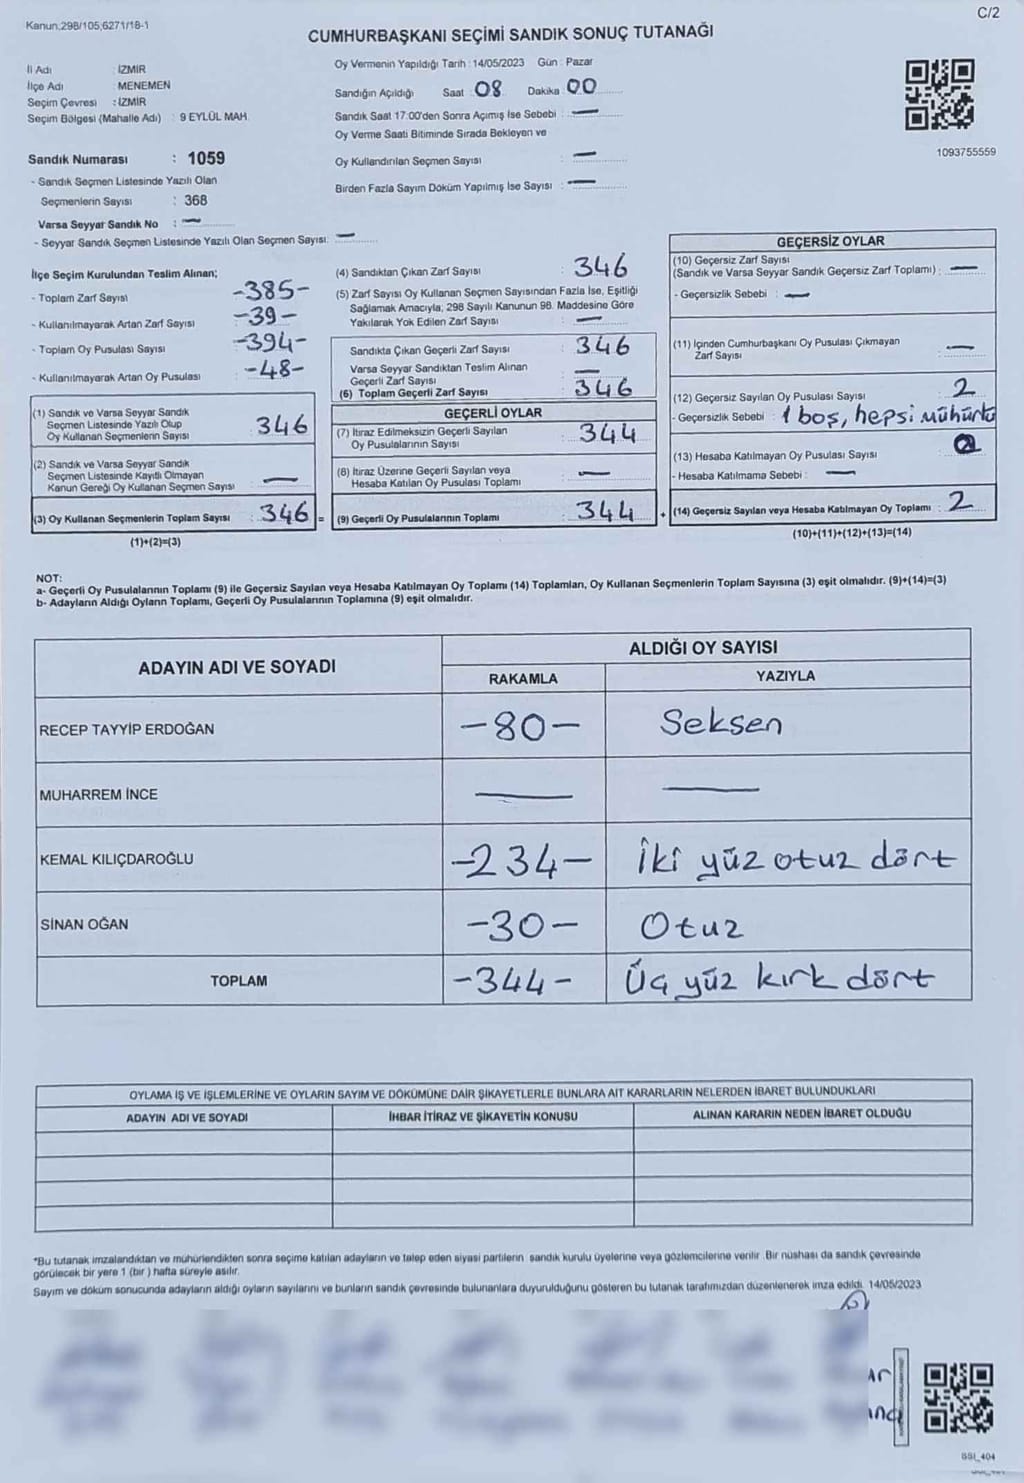 Kanun:298/105;6271/18-1
C/2
CUMHURBAŞKANI SEÇİMİ SANDIK SONUÇ TUTANAĞI
İl Adı : İZMİR
İlçe Adı : MENEMEN
Seçim Çevresi : İZMİR
Seçim Bölgesi (Mahalle Adı) : 9 EYLÜL MAH.
Sandık Numarası : 1059
- Sandık Seçmen Listesinde Yazılı Olan
Seçmenlerin Sayısı : 368
Varsa Seyyar Sandık No : —
- Seyyar Sandık Seçmen Listesinde Yazılı Olan Seçmen Sayısı: —
Oy Vermenin Yapıldığı Tarih : 14/05/2023 Gün : Pazar
Sandığın Açıldığı Saat : 08 Dakika : 00
Sandık Saat 17:00'den Sonra Açımış İse Sebebi : —
Oy Verme Saati Bitiminde Sırada Bekleyen ve
Oy Kullandırılan Seçmen Sayısı : —
Birden Fazla Sayım Döküm Yapılmış İse Sayısı : —
1093755559
İlçe Seçim Kurulundan Teslim Alınan;
- Toplam Zarf Sayısı : -385-
- Kullanılmayarak Artan Zarf Sayısı : -39-
- Toplam Oy Pusulası Sayısı : -394-
- Kullanılmayarak Artan Oy Pusulası : -48-
(1) Sandık ve Varsa Seyyar Sandık
Seçmen Listesinde Yazılı Olup
Oy Kullanan Seçmenlerin Sayısı : 346
(2) Sandık ve Varsa Seyyar Sandık
Seçmen Listesinde Kayıtlı Olmayan
Kanun Gereği Oy Kullanan Seçmen Sayısı : —
(3) Oy Kullanan Seçmenlerin Toplam Sayısı : 346 =
(1)+(2)=(3)
(4) Sandıktan Çıkan Zarf Sayısı : 346
(5) Zarf Sayısı Oy Kullanan Seçmen Sayısından Fazla İse, Eşitliği
Sağlamak Amacıyla; 298 Sayılı Kanunun 98. Maddesine Göre
Yakılarak Yok Edilen Zarf Sayısı : —
Sandıkta Çıkan Geçerli Zarf Sayısı : 346
Varsa Seyyar Sandıktan Teslim Alınan
Geçerli Zarf Sayısı : —
(6) Toplam Geçerli Zarf Sayısı : 346
GEÇERLİ OYLAR
(7) İtiraz Edilmeksizin Geçerli Sayılan
Oy Pusulalarının Sayısı : 344
(8) İtiraz Üzerine Geçerli Sayılan veya
Hesaba Katılan Oy Pusulası Toplamı : —
(9) Geçerli Oy Pusulalarının Toplamı : 344 +
GEÇERSİZ OYLAR
(10) Geçersiz Zarf Sayısı
(Sandık ve Varsa Seyyar Sandık Geçersiz Zarf Toplamı) : —
- Geçersizlik Sebebi : —
(11) İçinden Cumhurbaşkanı Oy Pusulası Çıkmayan
Zarf Sayısı : —
(12) Geçersiz Sayılan Oy Pusulası Sayısı : 2
- Geçersizlik Sebebi : 1 boş, hepsi mühürlü
(13) Hesaba Katılmayan Oy Pusulası Sayısı :
- Hesaba Katılmama Sebebi : —
(14) Geçersiz Sayılan veya Hesaba Katılmayan Oy Toplamı : 2
(10)+(11)+(12)+(13)=(14)
NOT:
a- Geçerli Oy Pusulalarının Toplamı (9) ile Geçersiz Sayılan veya Hesaba Katılmayan Oy Toplamı (14) Toplamları, Oy Kullanan Seçmenlerin Toplam Sayısına (3) eşit olmalıdır. (9)+(14)=(3)
b- Adayların Aldığı Oyların Toplamı, Geçerli Oy Pusulalarının Toplamına (9) eşit olmalıdır.
ADAYIN ADI VE SOYADI
ALDIĞI OY SAYISI
RAKAMLA YAZIYLA
RECEP TAYYİP ERDOĞAN -80- Seksen
MUHARREM İNCE — —
KEMAL KILIÇDAROĞLU -234- İki yüz otuz dört
SİNAN OĞAN -30- Otuz
TOPLAM -344- Üç yüz kırk dört
OYLAMA İŞ VE İŞLEMLERİNE VE OYLARIN SAYIM VE DÖKÜMÜNE DAİR ŞİKAYETLERLE BUNLARA AİT KARARLARIN NELERDEN İBARET BULUNDUKLARI
ADAYIN ADI VE SOYADI İHBAR İTİRAZ VE ŞİKAYETİN KONUSU ALINAN KARARIN NEDEN İBARET OLDUĞU
*Bu tutanak imzalandıktan ve mühürlendikten sonra seçime katılan adayların ve talep eden siyasi partilerin sandık kurulu üyelerine veya gözlemcilerine verilir. Bir nüshası da sandık çevresinde
görülecek bir yere 1 (bir) hafta süreyle asılır.
Sayım ve döküm sonucunda adayların aldığı oyların sayılarını ve bunların sandık çevresinde bulunanlara duyurulduğunu gösteren bu tutanak tarafımızdan düzenlenerek imza edildi. 14/05/2023
SSI_404